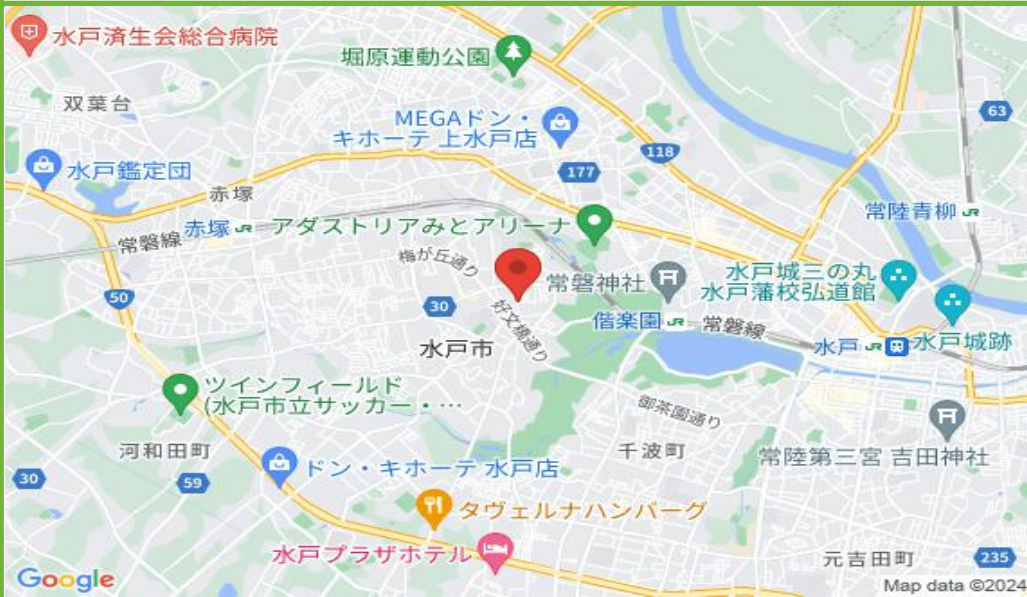 水戸済生会総合病院
堀原運動公園
双葉台
MEGAドン・
キホーテ 上水戸店
63
118
177
水戸鑑定団
赤塚
常陸青柳
赤塚
アダストリアみとアリーナ
常磐線
梅が丘通り
常磐神社
水戸城三の丸
水戸藩校弘道館
50
30
好文橋通り
偕楽園
常磐線
水戸
水戸城跡
水戸市
ツインフィールド
(水戸市立サッカー・…
御茶園通り
河和田町
千波町
常陸第三宮 吉田神社
30
59
ドン・キホーテ 水戸店
タヴェルナハンバーグ
水戸プラザホテル
元吉田町
235
Google
Map data ©2024